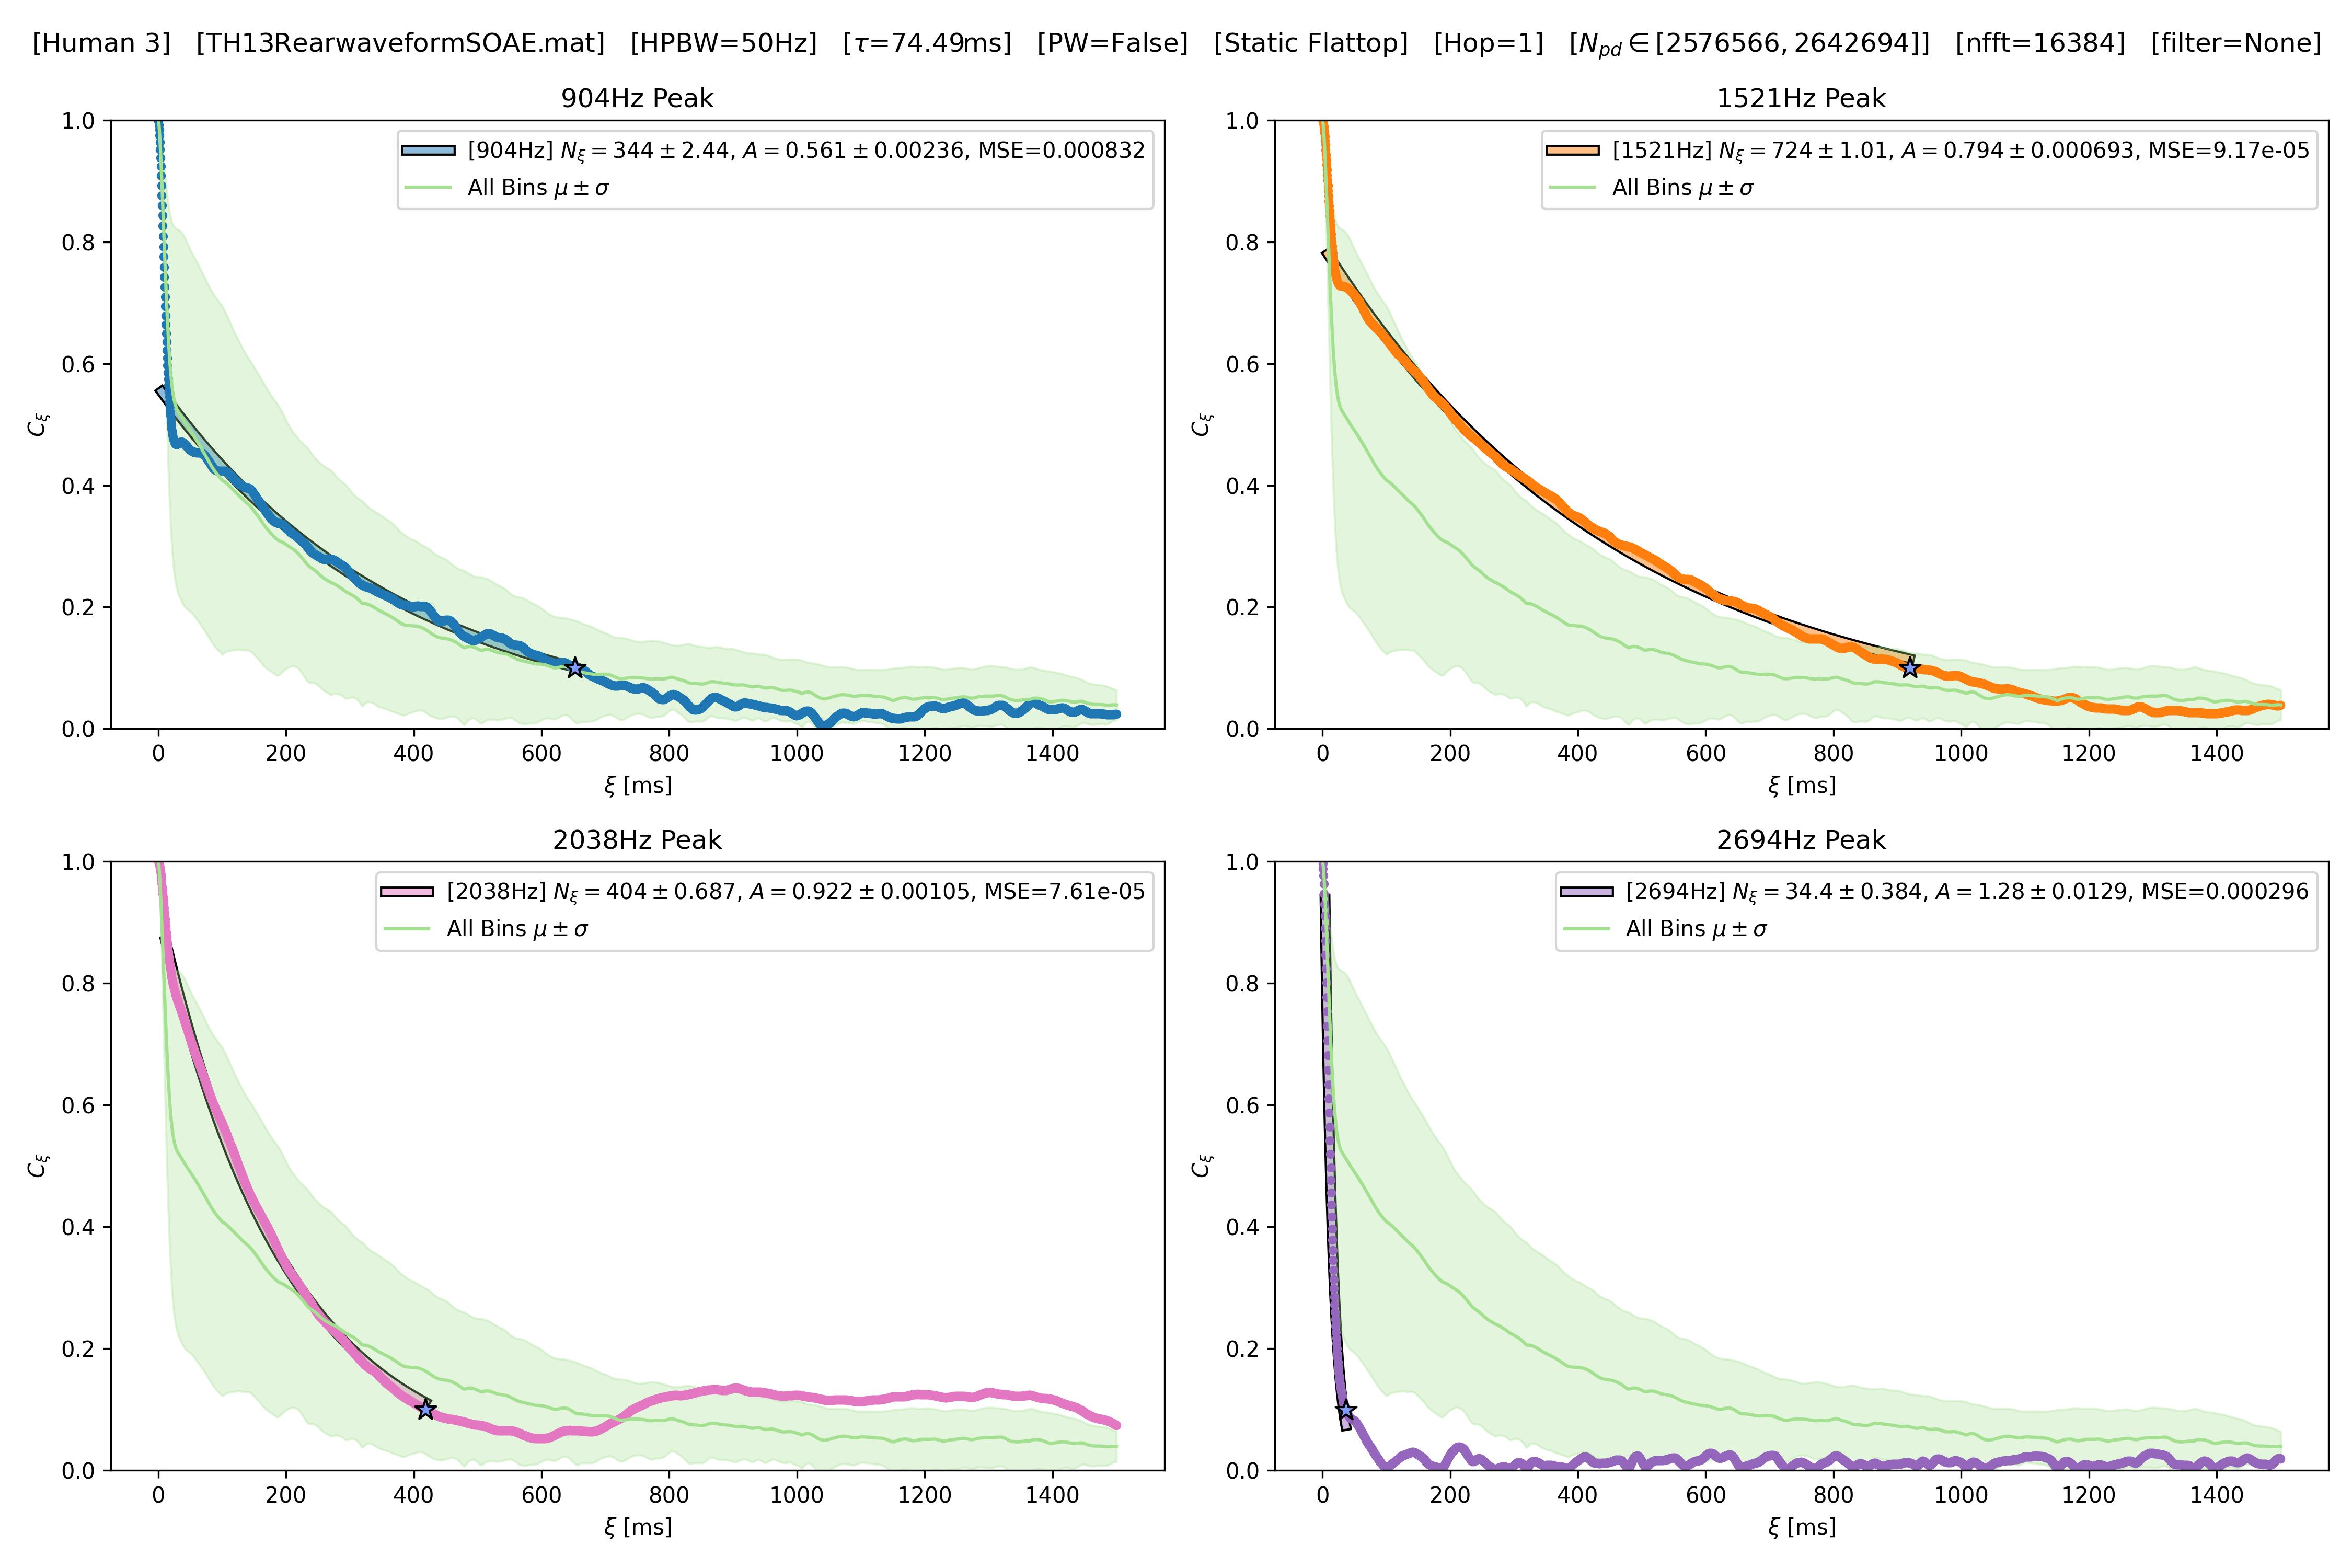 [Human 3] [TH13RearwaveformSOAE.mat] [HPBW=50Hz] [τ=74.49ms] [PW=False] [Static Flattop] [Hop=1] [N_pd ∈ [2576566, 2642694]] [nfft=16384] [filter=None]
904Hz Peak
[904Hz] N_ξ = 344 ± 2.44, A = 0.561 ± 0.00236, MSE=0.000832
All Bins μ ± σ
1.0
0.8
0.6
0.4
0.2
0.0
C_ξ
0 200 400 600 800 1000 1200 1400
ξ [ms]
1521Hz Peak
[1521Hz] N_ξ = 724 ± 1.01, A = 0.794 ± 0.000693, MSE=9.17e-05
All Bins μ ± σ
1.0
0.8
0.6
0.4
0.2
0.0
C_ξ
0 200 400 600 800 1000 1200 1400
ξ [ms]
2038Hz Peak
[2038Hz] N_ξ = 404 ± 0.687, A = 0.922 ± 0.00105, MSE=7.61e-05
All Bins μ ± σ
1.0
0.8
0.6
0.4
0.2
0.0
C_ξ
0 200 400 600 800 1000 1200 1400
ξ [ms]
2694Hz Peak
[2694Hz] N_ξ = 34.4 ± 0.384, A = 1.28 ± 0.0129, MSE=0.000296
All Bins μ ± σ
1.0
0.8
0.6
0.4
0.2
0.0
C_ξ
0 200 400 600 800 1000 1200 1400
ξ [ms]